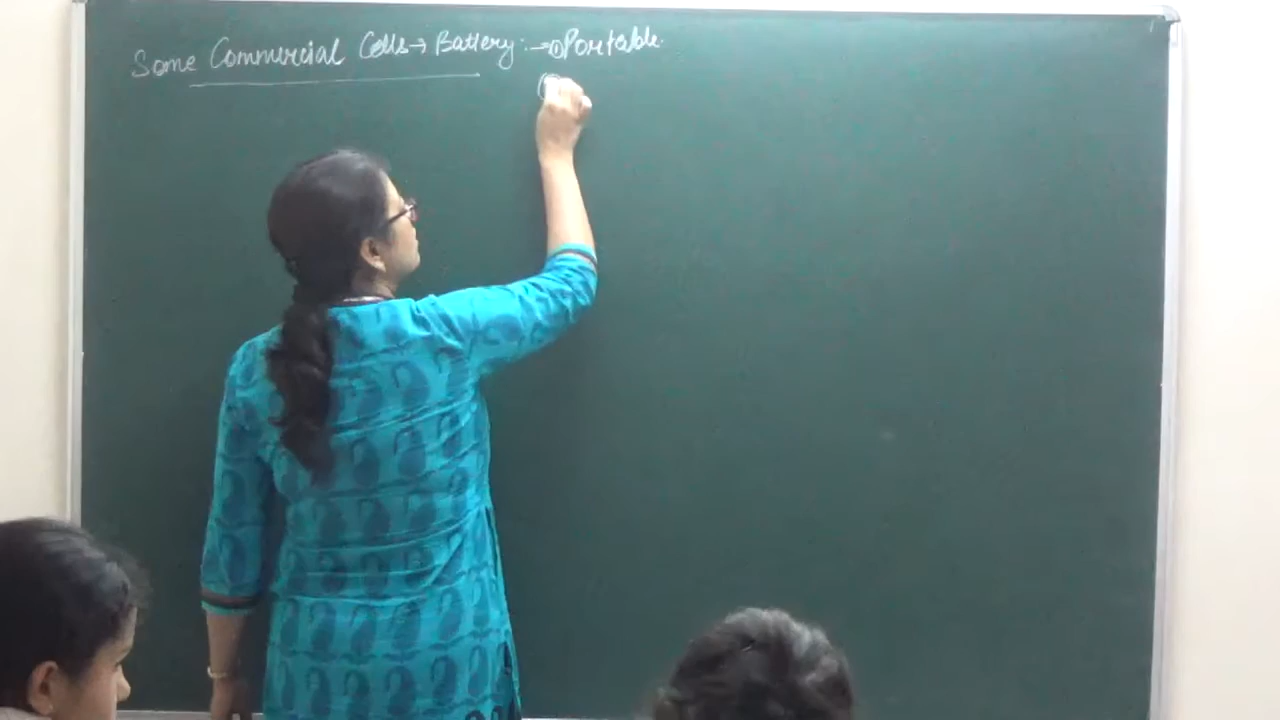 Some Commercial Cells → Battery :→ ① Portable.